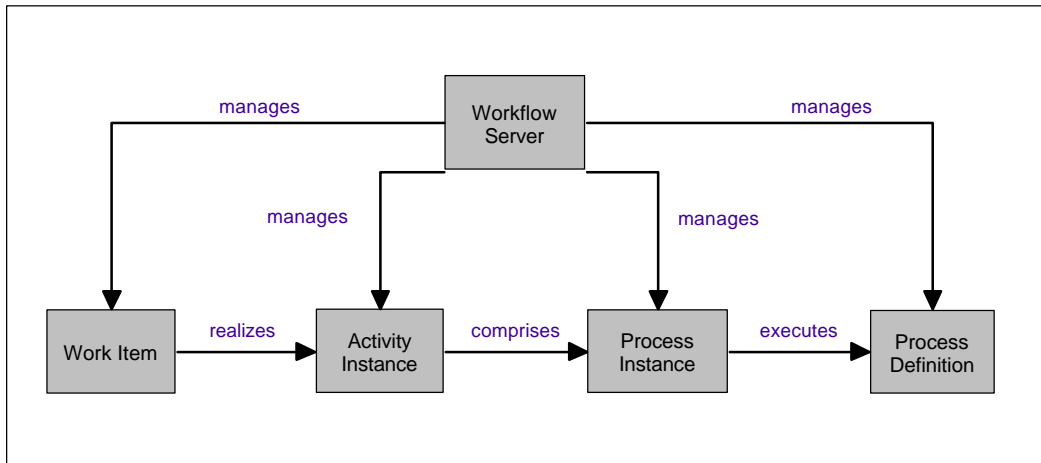 manages
Workflow
Server
manages
manages
manages
Work Item
realizes
Activity
Instance
comprises
Process
Instance
executes
Process
Definition